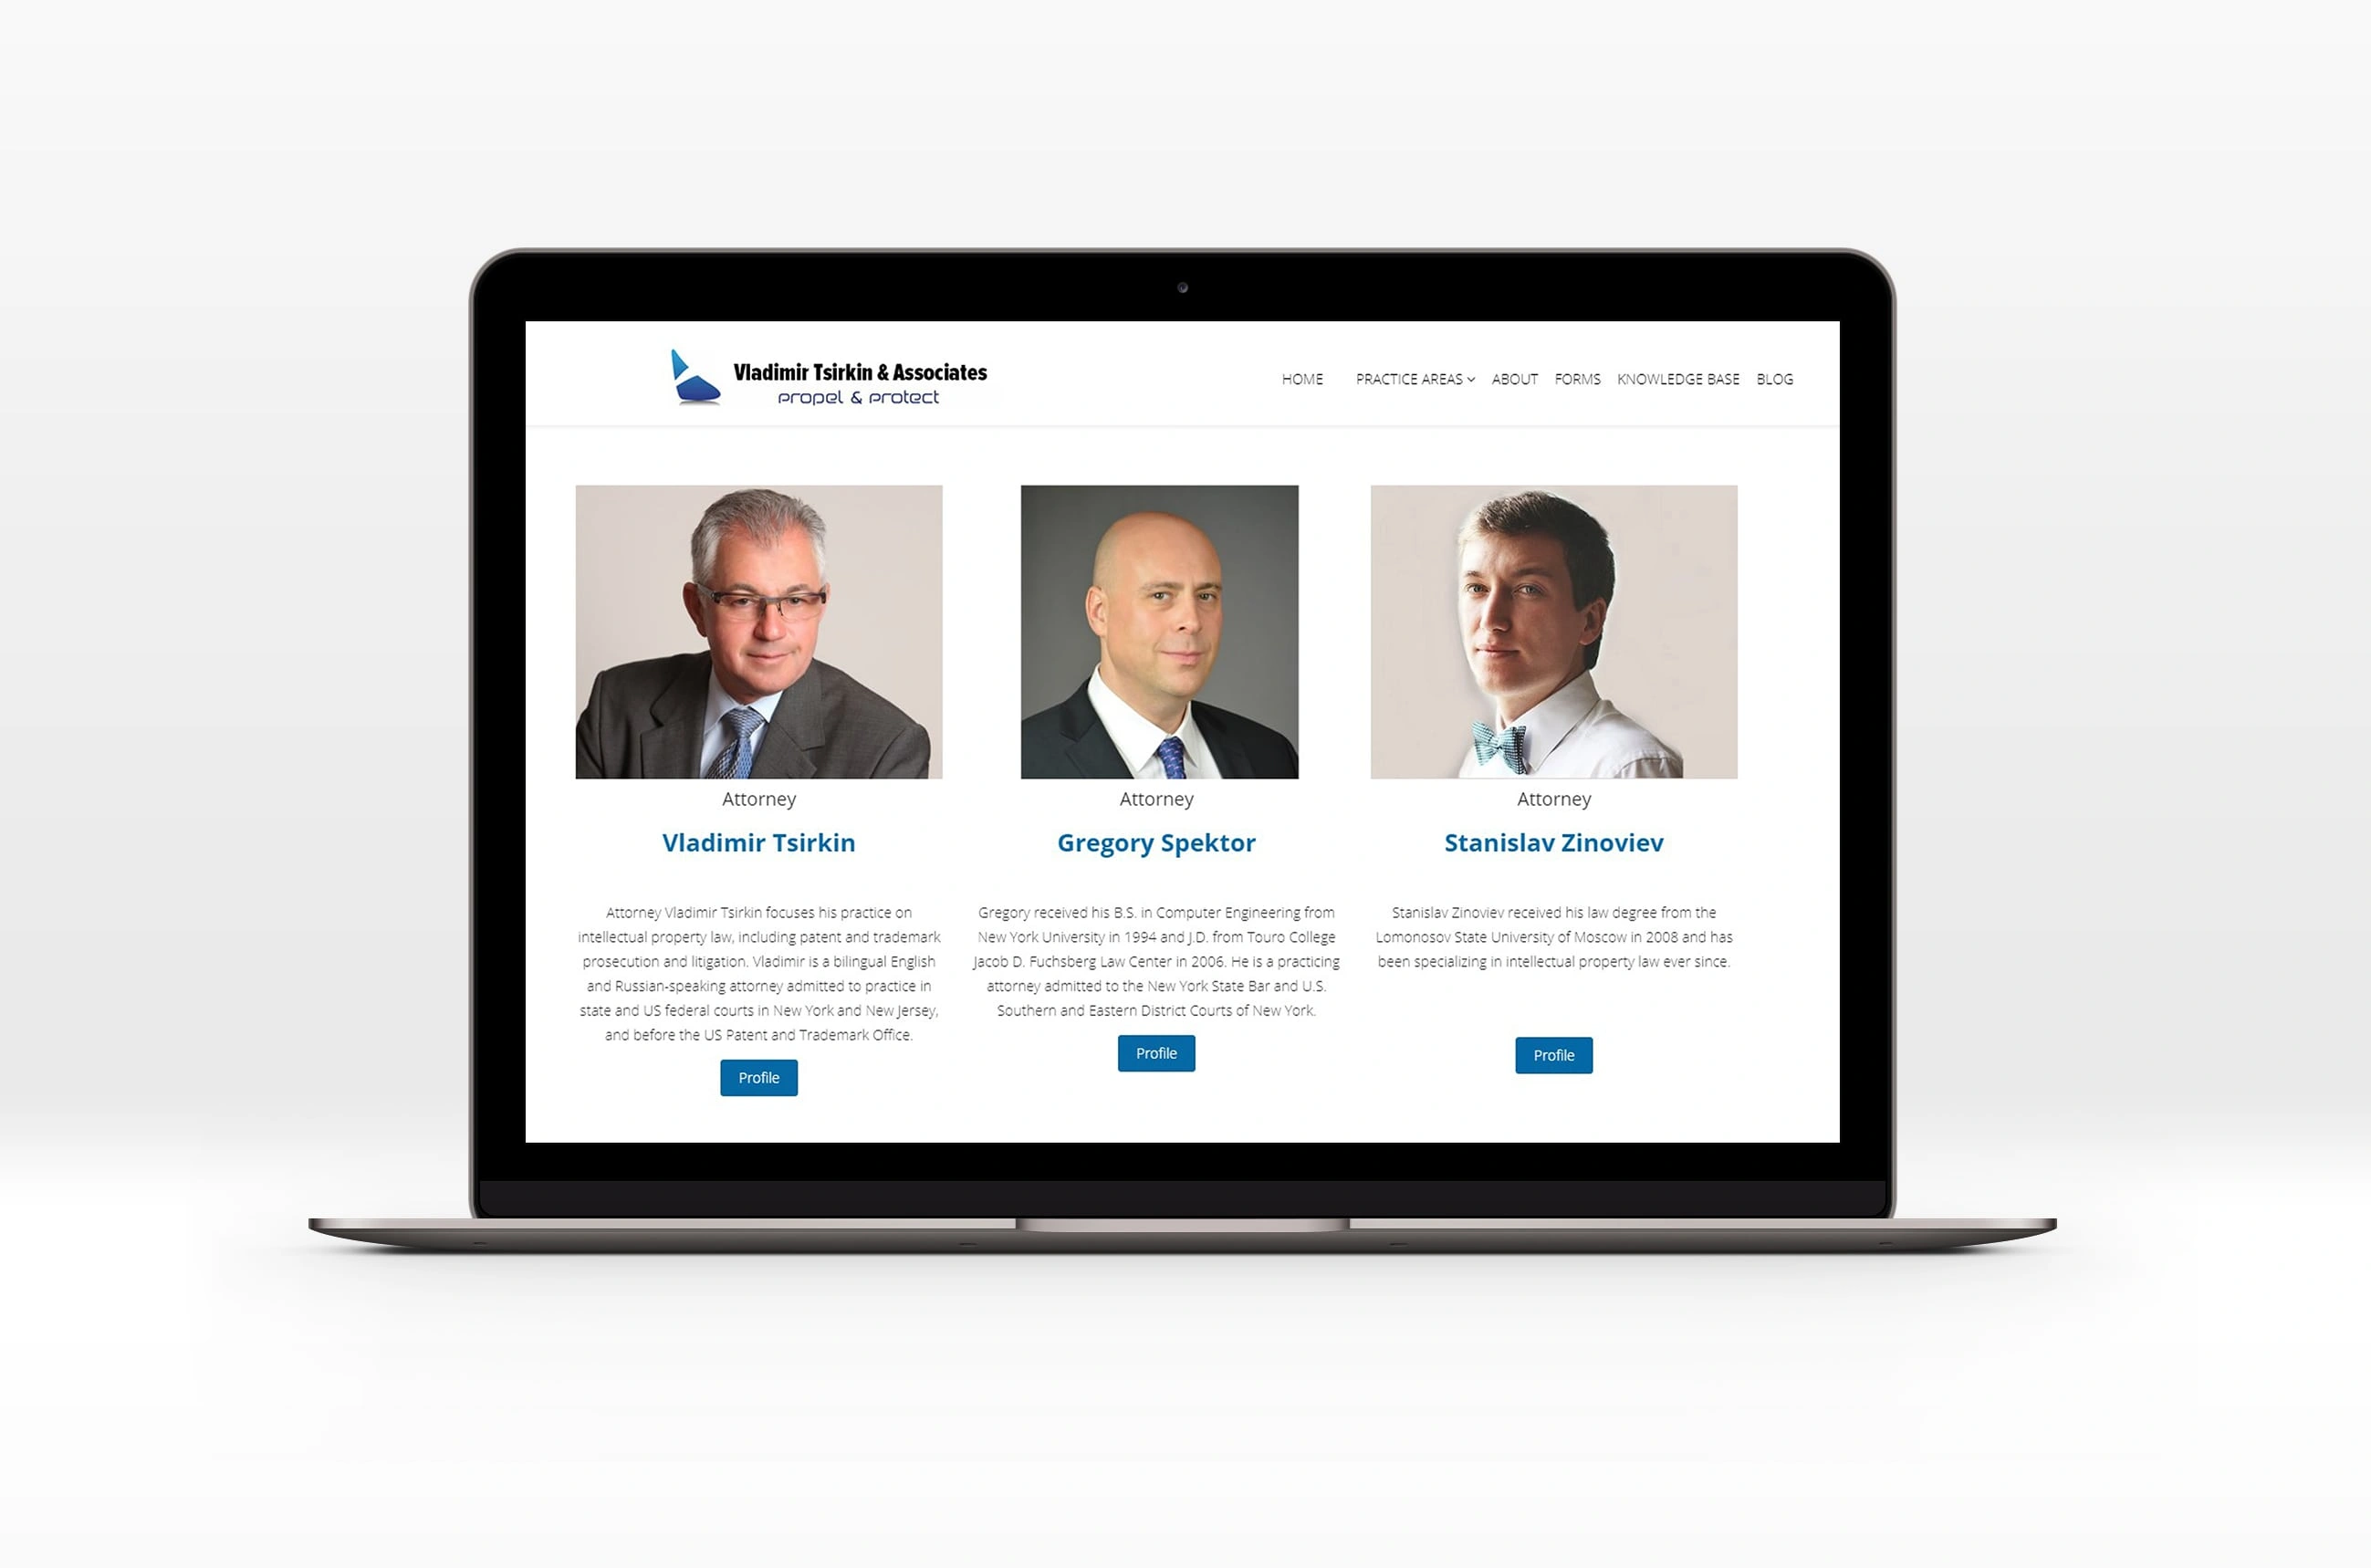 Vladimir Tsirkin & Associates
propel & protect
HOME PRACTICE AREAS ABOUT FORMS KNOWLEDGE BASE BLOG
Attorney
Vladimir Tsirkin
Attorney Vladimir Tsirkin focuses his practice on
intellectual property law, including patent and trademark
prosecution and litigation. Vladimir is a bilingual English
and Russian-speaking attorney admitted to practice in
state and US federal courts in New York and New Jersey,
and before the US Patent and Trademark Office.
Profile
Attorney
Gregory Spektor
Gregory received his B.S. in Computer Engineering from
New York University in 1994 and J.D. from Touro College
Jacob D. Fuchsberg Law Center in 2006. He is a practicing
attorney admitted to the New York State Bar and U.S.
Southern and Eastern District Courts of New York.
Profile
Attorney
Stanislav Zinoviev
Stanislav Zinoviev received his law degree from the
Lomonosov State University of Moscow in 2008 and has
been specializing in intellectual property law ever since.
Profile